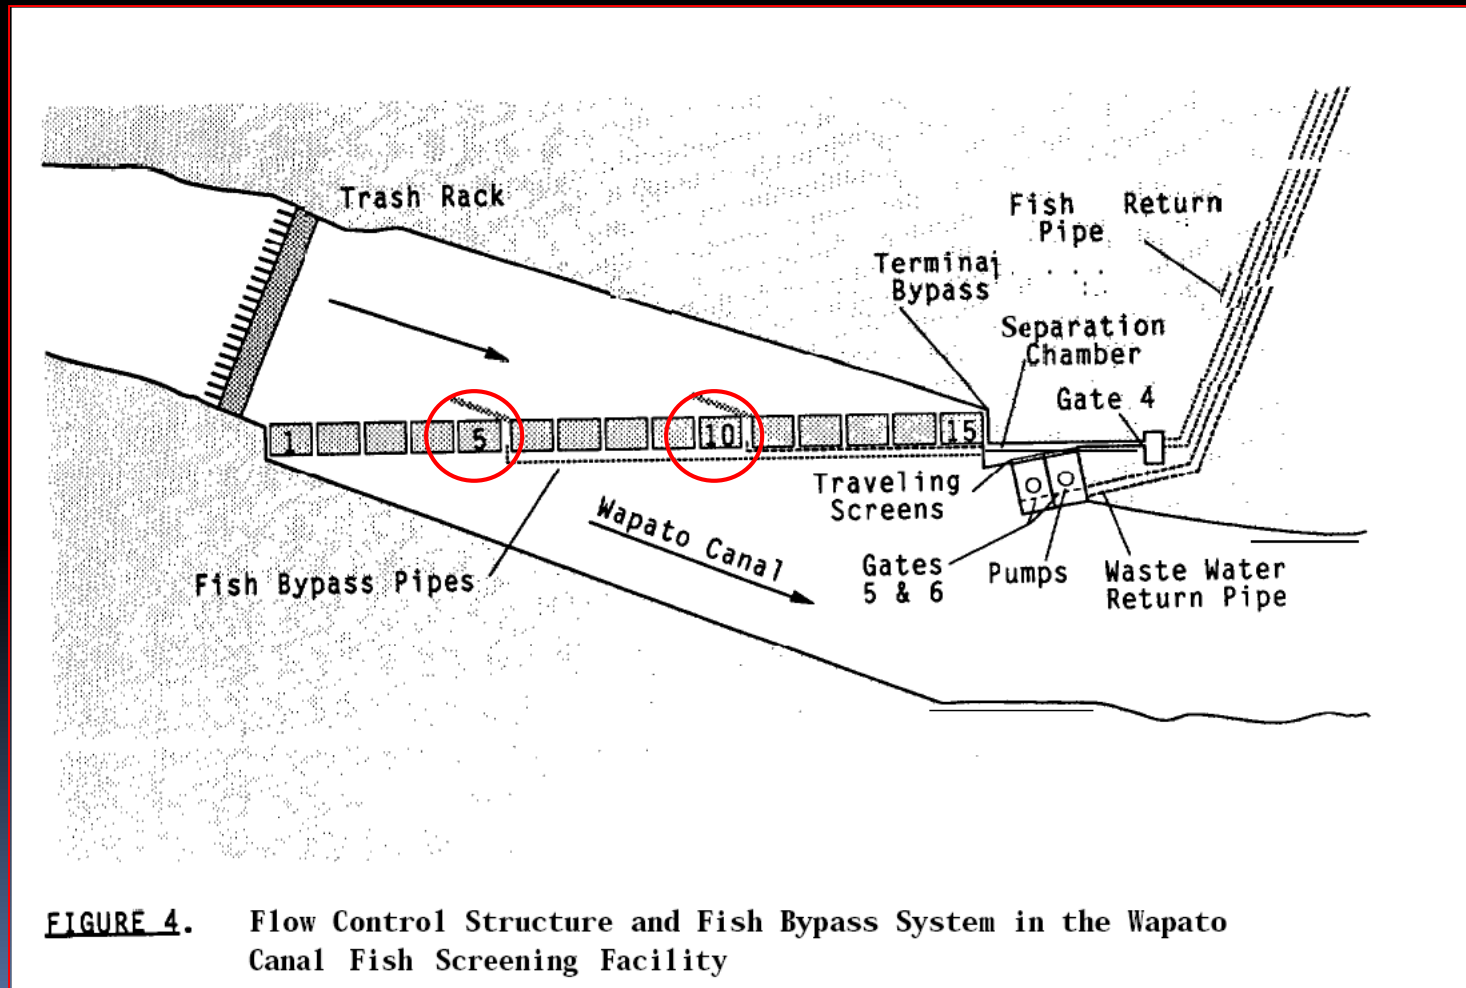 Trash Rack
Fish Return
Pipe
Terminal
Bypass
Separation
Chamber
Gate 4
1
5
10
15
Traveling
Screens
Wapato Canal
Fish Bypass Pipes
Gates
5 & 6
Pumps
Waste Water
Return Pipe
FIGURE 4. Flow Control Structure and Fish Bypass System in the Wapato
Canal Fish Screening Facility